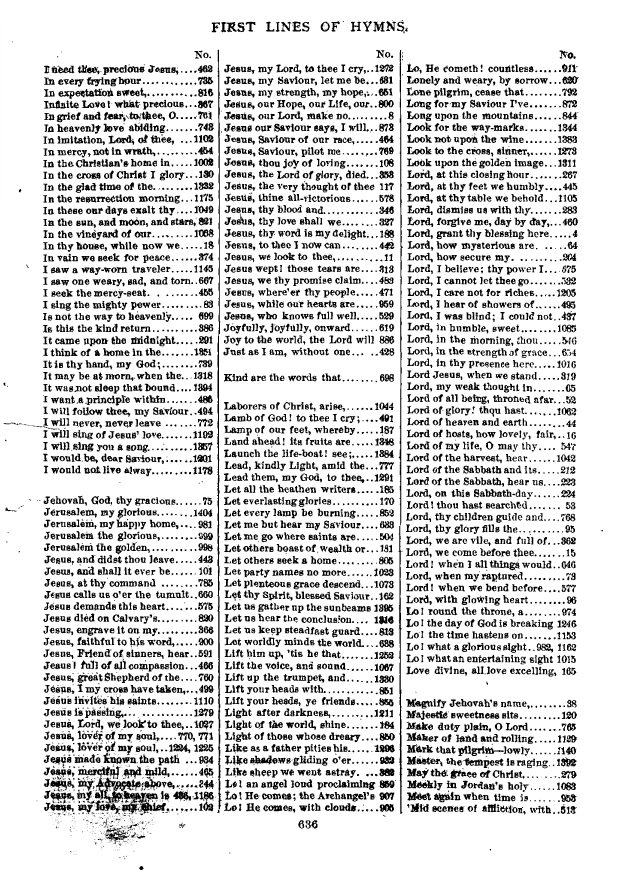 FIRST LINES OF HYMNS.
No.
I need thee, precious Jesus,....462
In every trying hour..........735
In expectation sweet,.........816
Infinite Love! what precious...867
In grief and fear, to thee, O.....761
In heavenly love abiding......748
In imitation, Lord, of thee, ...1102
In mercy, not in wrath,.......454
In the Christian's home in....1002
In the cross of Christ I glory...130
In the glad time of the.......1322
In the resurrection morning...1175
In these our days exalt thy....1049
In the sun, and moon, and stars, 821
In the vineyard of our........1068
In thy house, while now we....18
In vain we seek for peace......374
I saw a way-worn traveler....1145
I saw one weary, sad, and torn..667
I seek the mercy-seat. .......455
I sing the mighty power.......83
Is not the way to heavenly.... 699
Is this the kind return........386
It came upon the midnight....291
I think of a home in the......1351
It is thy hand, my God;.......739
It may be at morn, when the..1318
It was not sleep that bound....1394
I want a principle within......486
I will follow thee, my Saviour..494
I will never, never leave ......772
I will sing of Jesus' love......1192
I will sing you a song........1357
I would be, dear Saviour,.....1201
I would not live alway.......1178
Jehovah, God, thy gracious.....75
Jerusalem, my glorious.......1404
Jerusalem, my happy home,...981
Jerusalem the glorious,........999
Jerusalem the golden,.........998
Jesus, and didst thou leave....443
Jesus, and shall it ever be.....101
Jesus, at thy command .......785
Jesus calls us o'er the tumult..660
Jesus demands this heart......575
Jesus died on Calvary's.......820
Jesus, engrave it on my.......366
Jesus, faithful to his word,....900
Jesus, Friend of sinners, hear..591
Jesus! full of all compassion...466
Jesus, great Shepherd of the....760
Jesus, I my cross have taken,...499
Jesus invites his saints.......1110
Jesus is passing,.............1279
Jesus, Lord, we look to thee,..1027
Jesus, lover of my soul,....770, 771
Jesus, lover of my soul,..1224, 1225
Jesus made known the path ...934
Jesus, merciful and mild,.....465
Jesus, my Advocate above,....244
Jesus, my all, to heaven is 436, 1186
Jesus, my love, my chief......102
No.
Jesus, my Lord, to thee I cry,..1272
Jesus, my Saviour, let me be...681
Jesus, my strength, my hope,..651
Jesus, our Hope, our Life, our..800
Jesus, our Lord, make no......8
Jesus our Saviour says, I will..873
Jesus, Saviour of our race,....464
Jesus, Saviour, pilot me.......769
Jesus, thou joy of loving......106
Jesus, the Lord of glory, died...358
Jesus, the very thought of thee 117
Jesus, thine all-victorious.....578
Jesus, thy blood and..........346
Jesus, thy love shall we.......327
Jesus, thy word is my delight..188
Jesus, to thee I now can ......442
Jesus, we look to thee,..........11
Jesus wept! those tears are....313
Jesus, we thy promise claim...482
Jesus, where'er thy people....471
Jesus, while our hearts are....959
Jesus, who knows full well....529
Joyfully, joyfully, onward....619
Joy to the world, the Lord will 886
Just as I am, without one... ..428
Kind are the words that.......698
Laborers of Christ, arise,.....1044
Lamb of God! to thee I cry;....491
Lamp of our feet, whereby....187
Land ahead! its fruits are....1348
Launch the life-boat! see;....1384
Lead, kindly Light, amid the...777
Lead them, my God, to thee,..1291
Let all the heathen writers.....185
Let everlasting glories.........170
Let every lamp be burning....852
Let me but hear my Saviour...633
Let me go where saints are.....504
Let others boast of wealth or...181
Let others seek a home........805
Let party names no more.....1023
Let plenteous grace descend..1073
Let thy Spirit, blessed Saviour..162
Let us gather up the sunbeams 1395
Let us hear the conclusion.... 1316
Let us keep steadfast guard....813
Let worldly minds the world...638
Lift him up, 'tis he that......1252
Lift the voice, and sound.....1067
Lift up the trumpet, and.....1330
Lift your heads with..........851
Lift your heads, ye friends.....855
Light after darkness,........1211
Light of the world, shine......184
Light of those whose dreary...850
Like as a father pities his....1296
Like shadows gliding o'er.....932
Like sheep we went astray. ...382
Lo! an angel loud proclaiming 859
Lo! He comes; the Archangel's 907
Lo! He comes, with clouds....905
No.
Lo, He cometh! countless......911
Lonely and weary, by sorrow...620
Lone pilgrim, cease that.......792
Long for my Saviour I've......872
Long upon the mountains.....844
Look for the way-marks......1344
Look not upon the wine......1383
Look to the cross, sinner,.....1273
Look upon the golden image..1311
Lord, at this closing hour......267
Lord, at thy feet we humbly...445
Lord, at thy table we behold..1105
Lord, dismiss us with thy.....283
Lord, forgive me, day by day,..460
Lord, grant thy blessing here....4
Lord, how mysterious are.....64
Lord, how secure my.........264
Lord, I believe; thy power I...575
Lord, I cannot let thee go.....532
Lord, I care not for riches....1205
Lord, I hear of showers of.....495
Lord, I was blind; I could not..437
Lord, in humble, sweet......1085
Lord, in the morning, thou....546
Lord, in the strength of grace..654
Lord, in thy presence here....1016
Lord Jesus, when we stand....319
Lord, my weak thought in.....65
Lord of all being, throned afar..52
Lord of glory! thou hast.....1062
Lord of heaven and earth......44
Lord of hosts, how lovely, fair,..16
Lord of my life, O may thy.... 547
Lord of the harvest, hear.....1042
Lord of the Sabbath and its....212
Lord of the Sabbath, hear us...223
Lord, on this Sabbath-day.....224
Lord! thou hast searched...... 53
Lord, thy children guide and...768
Lord, thy glory fills the........95
Lord, we are vile, and full of...362
Lord, we come before thee.....15
Lord! when I all things would..646
Lord, when my raptured.......73
Lord! when we bend before....577
Lord, with glowing heart......96
Lo! round the throne, a.......974
Lo! the day of God is breaking 1246
Lo! the time hastens on......1153
Lo! what a glorious sight..982, 1162
Lo! what an entertaining sight 1015
Love divine, all love excelling, 165
Magnify Jehovah's name,......38
Majestic sweetness sits........120
Make duty plain, O Lord......763
Maker of land and rolling....1129
Mark that pilgrim—lowly....1140
Master, the tempest is raging..1392
May the grace of Christ.......279
Meekly in Jordan's holy......1083
Meet again when time is......953
'Mid scenes of affliction, with..513
636